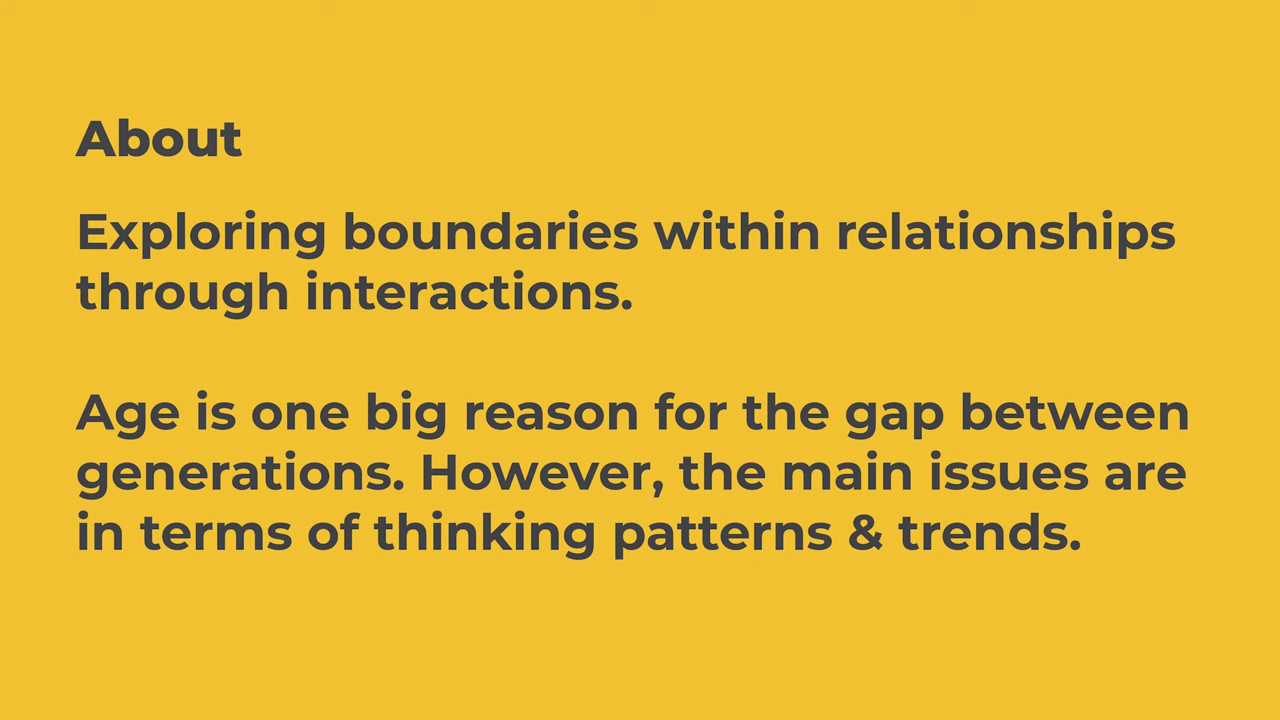 About
Exploring boundaries within relationships
through interactions.
Age is one big reason for the gap between
generations. However, the main issues are
in terms of thinking patterns & trends.